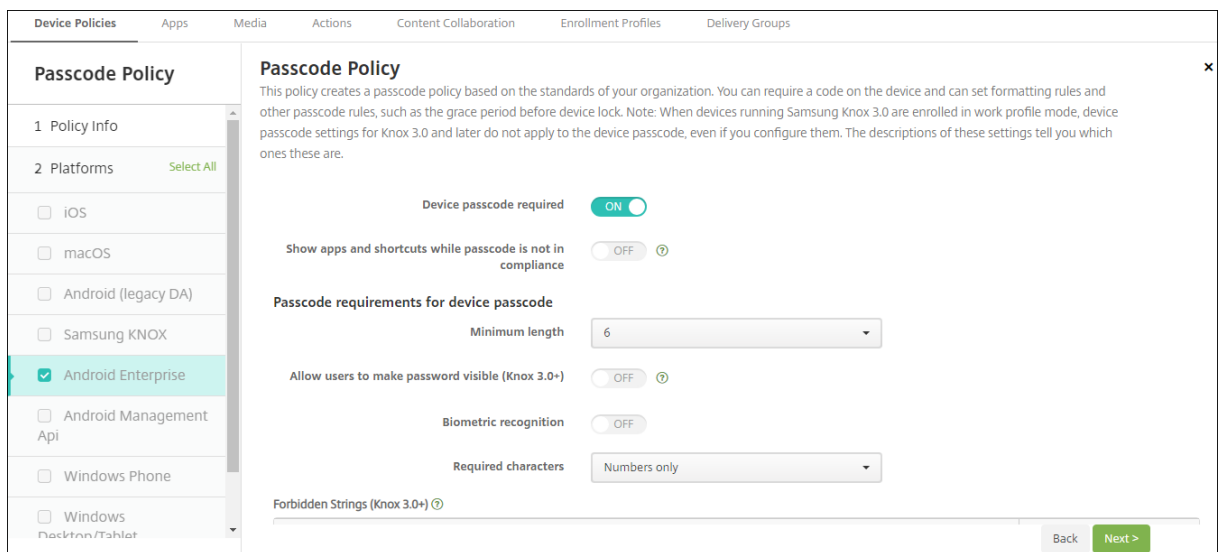 Device Policies Apps Media Actions Content Collaboration Enrollment Profiles Delivery Groups
Passcode Policy
1 Policy Info
2 Platforms Select All
iOS
macOS
Android (legacy DA)
Samsung KNOX
Android Enterprise
Android Management
Api
Windows Phone
Windows
Desktop/Tablet
Passcode Policy
This policy creates a passcode policy based on the standards of your organization. You can require a code on the device and can set formatting rules and
other passcode rules, such as the grace period before device lock. Note: When devices running Samsung Knox 3.0 are enrolled in work profile mode, device
passcode settings for Knox 3.0 and later do not apply to the device passcode, even if you configure them. The descriptions of these settings tell you which
ones these are.
Device passcode required ON
Show apps and shortcuts while passcode is not in
compliance OFF ?
Passcode requirements for device passcode
Minimum length 6
Allow users to make password visible (Knox 3.0+) OFF ?
Biometric recognition OFF
Required characters Numbers only
Forbidden Strings (Knox 3.0+) ?
Back Next >